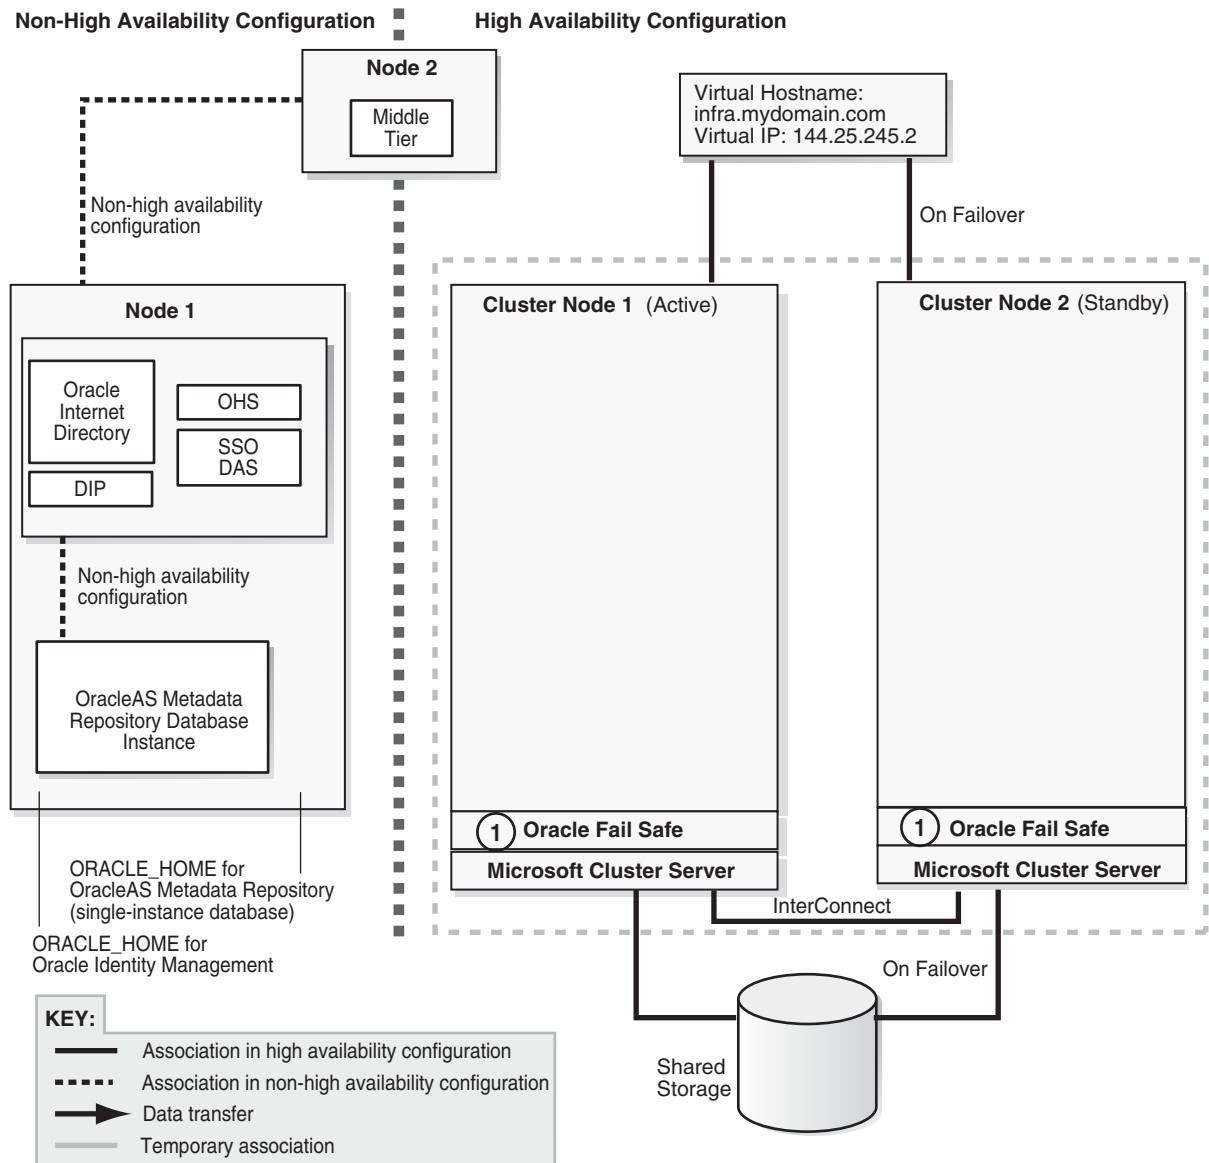 Non-High Availability Configuration
High Availability Configuration
Node 2
Middle
Tier
Virtual Hostname:
infra.mydomain.com
Virtual IP: 144.25.245.2
Non-high availability
configuration
On Failover
Node 1
Oracle
Internet
Directory
OHS
SSO
DAS
DIP
Non-high availability
configuration
OracleAS Metadata
Repository Database
Instance
Cluster Node 1 (Active)
Cluster Node 2 (Standby)
1 Oracle Fail Safe
Microsoft Cluster Server
1 Oracle Fail Safe
Microsoft Cluster Server
InterConnect
ORACLE_HOME for
OracleAS Metadata Repository
(single-instance database)
ORACLE_HOME for
Oracle Identity Management
On Failover
Shared
Storage
KEY:
Association in high availability configuration
Association in non-high availability configuration
Data transfer
Temporary association